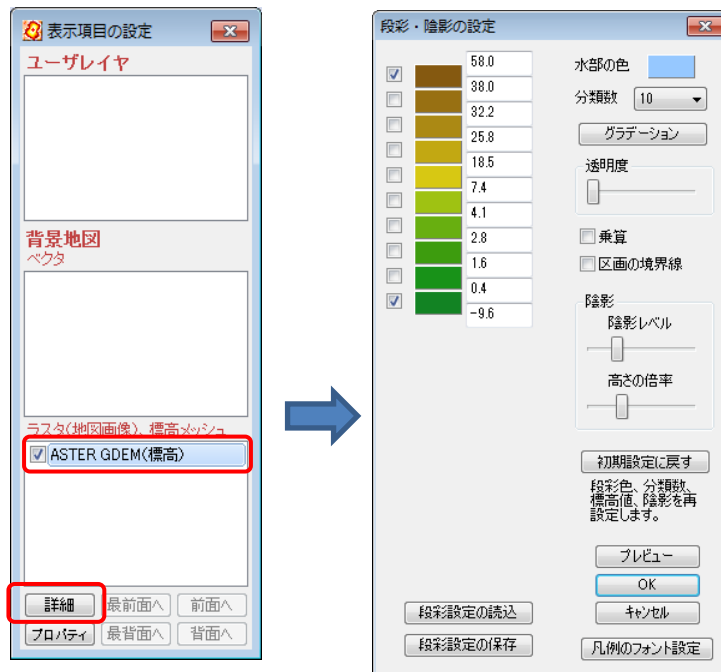 表示項目の設定
ユーザレイヤ
背景地図
ベクタ
ラスタ(地図画像)、標高メッシュ
ASTER GDEM(標高)
詳細
最前面へ
前面へ
プロパティ
最背面へ
背面へ
段彩・陰影の設定
58.0
38.0
32.2
25.8
18.5
7.4
4.1
2.8
1.6
0.4
-9.6
水部の色
分類数 10
グラデーション
透明度
乗算
区画の境界線
陰影
陰影レベル
高さの倍率
初期設定に戻す
段彩色、分類数、
標高値、陰影を再
設定します。
プレビュー
OK
キャンセル
段彩設定の読込
段彩設定の保存
凡例のフォント設定